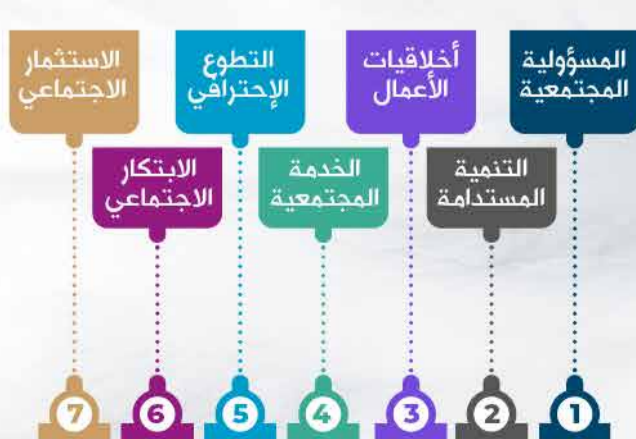 المسؤولية
المجتمعية
أخلاقيات
الأعمال
التطوع
الإحترافي
الاستثمار
الاجتماعي
التنمية
المستدامة
الخدمة
المجتمعية
الابتكار
الاجتماعي
1
2
3
4
5
6
7